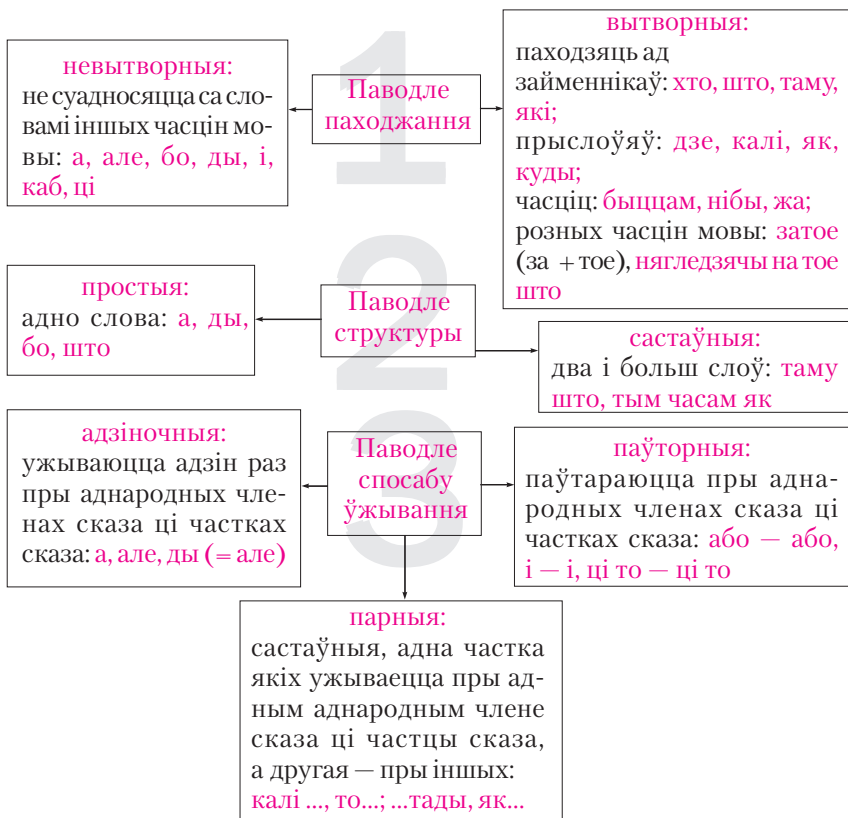 1
невытворныя:
не суадносяцца са сло-
вамі іншых часцін мо-
вы: а, але, бо, ды, і,
каб, ці
Паводле
паходжання
вытворныя:
паходзяць ад
займеннікаў: хто, што, таму,
які;
прыслоўяў: дзе, калі, як,
куды;
часціц: быццам, нібы, жа;
розных часцін мовы: затое
(за + тое), нягледзячы на тое
што
2
простыя:
адно слова: а, ды,
бо, што
Паводле
структуры
састаўныя:
два і больш слоў: таму
што, тым часам як
3
адзіночныя:
ужываюцца адзін раз
пры аднародных чле-
нах сказа ці частках
сказа: а, але, ды (= але)
Паводле
спосабу
ўжывання
паўторныя:
паўтараюцца пры адна-
родных членах сказа ці
частках сказа: або — або,
і — і, ці то — ці то
парныя:
састаўныя, адна частка
якіх ужываецца пры ад-
ным аднародным члене
сказа ці частцы сказа,
а другая — пры іншых:
калі ..., то...; ...тады, як...